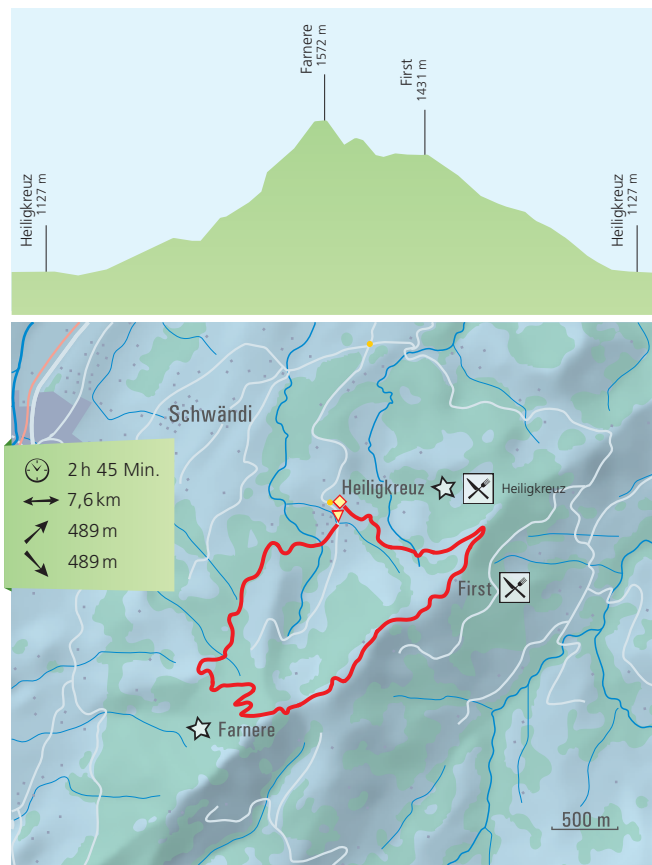 Farnere
1572 m
First
1431 m
Heiligkreuz
1127 m
Heiligkreuz
1127 m
Schwändi
2 h 45 Min.
7,6 km
489 m
489 m
Heiligkreuz
Heiligkreuz
First
Farnere
500 m